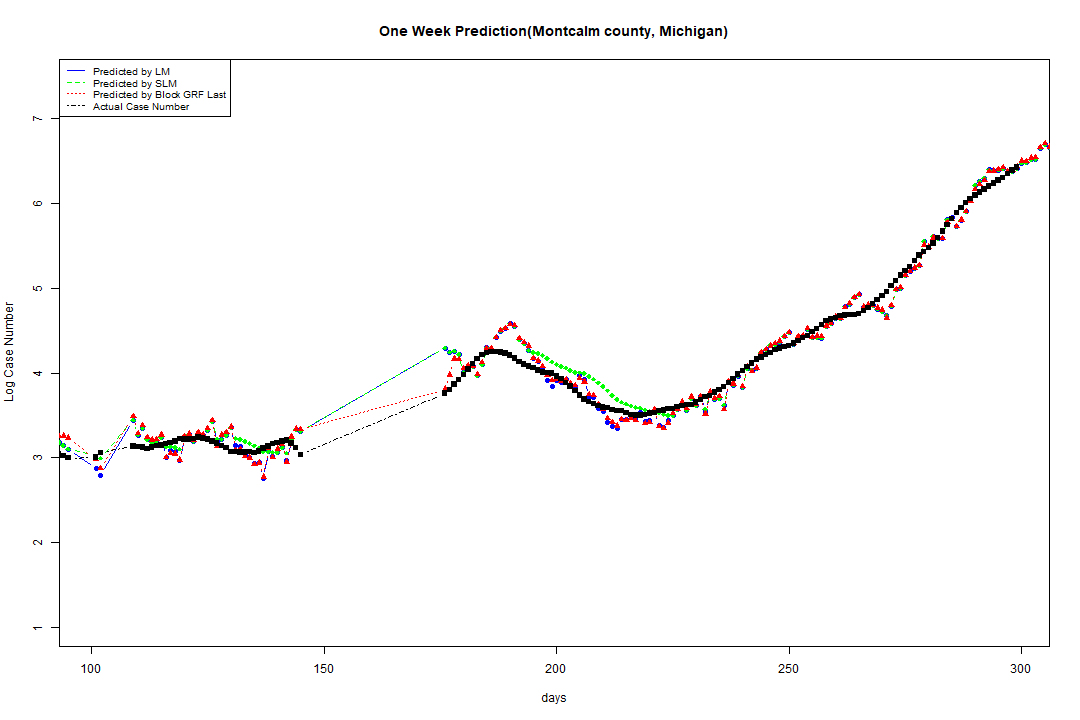 One Week Prediction(Montcalm county, Michigan)
Predicted by LM
Predicted by SLM
Predicted by Block GRF Last
Actual Case Number
7
6
5
4
3
2
1
Log Case Number
100 150 200 250 300
days